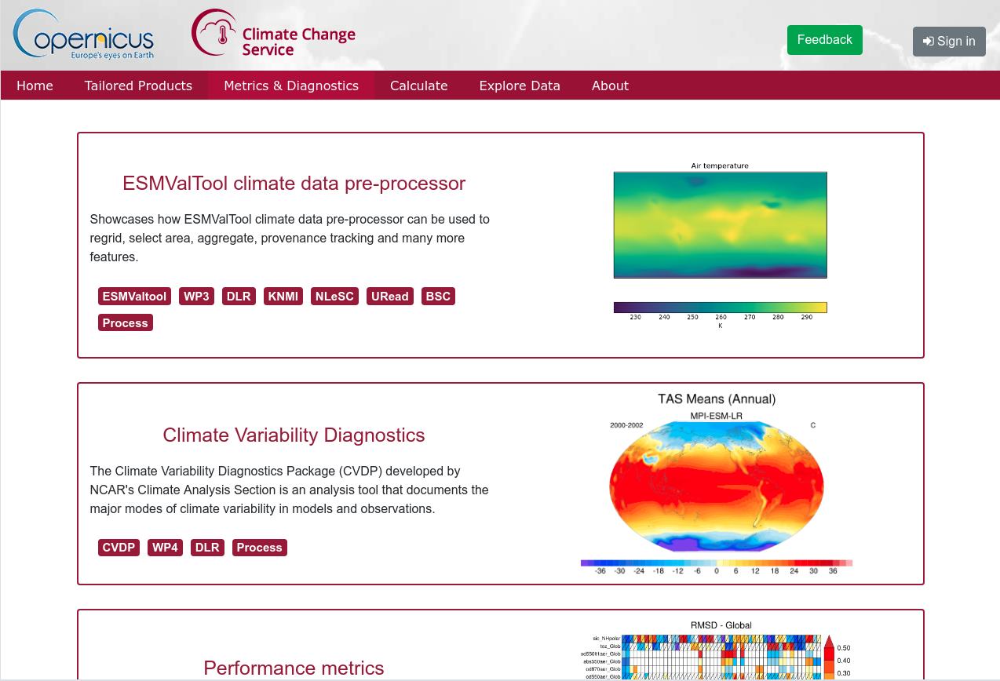 Copernicus
Europe's eyes on Earth
Climate Change
Service
Feedback
Sign in
Home Tailored Products Metrics & Diagnostics Calculate Explore Data About
ESMValTool climate data pre-processor
Showcases how ESMValTool climate data pre-processor can be used to
regrid, select area, aggregate, provenance tracking and many more
features.
ESMValtool WP3 DLR KNMI NLeSC URead BSC
Process
Air temperature
230 240 250 260 270 280 290
K
Climate Variability Diagnostics
The Climate Variability Diagnostics Package (CVDP) developed by
NCAR's Climate Analysis Section is an analysis tool that documents the
major modes of climate variability in models and observations.
CVDP WP4 DLR Process
TAS Means (Annual)
MPI-ESM-LR
2000-2002 C
-36 -30 -24 -18 -12 -6 0 6 12 18 24 30 36
Performance metrics
RMSD - Global
sic_NHpolar
toz_Glob
od550lt1aer_Glob
abs550aer_Glob
od870aer_Glob
od550aer_Glob
0.50
0.40
0.30